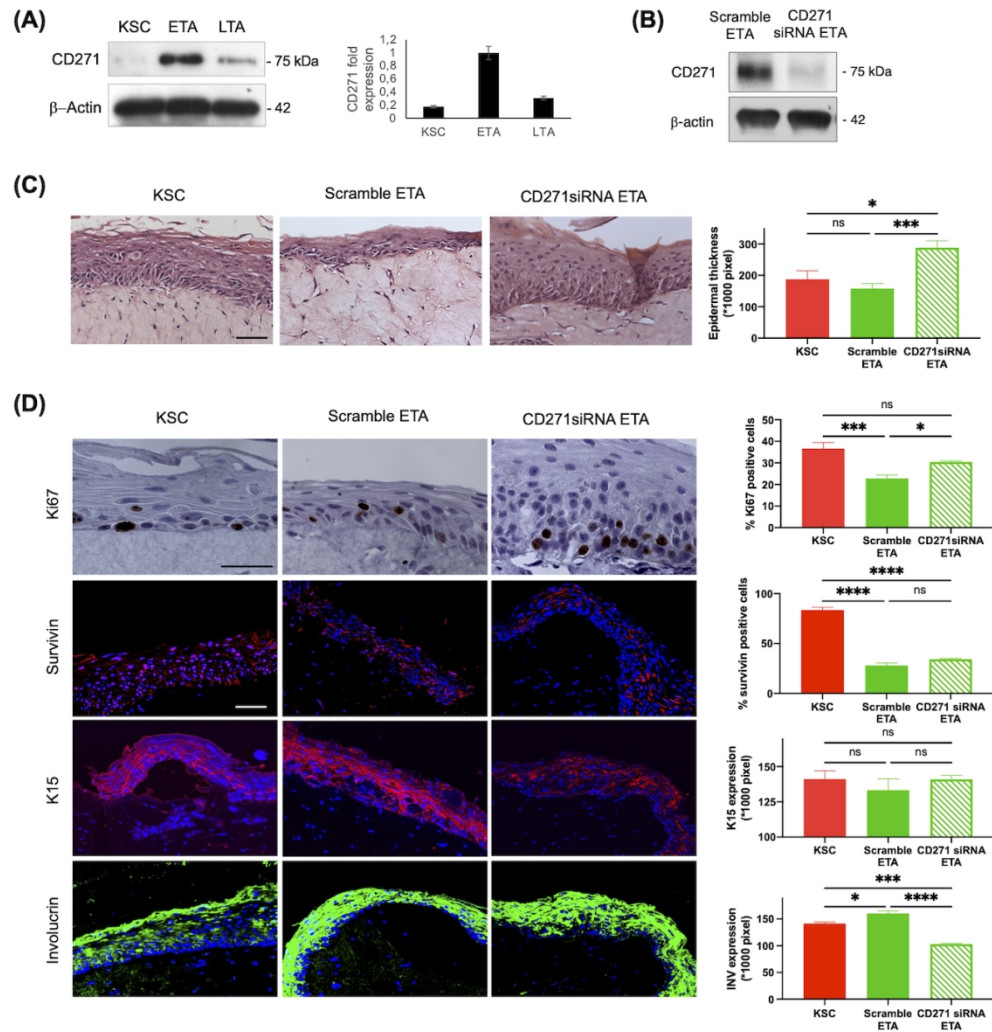 (A)
KSC ETA LTA
CD271
- 75 kDa
β–Actin
- 42
CD271 fold
expression
1,2
1
0,8
0,6
0,4
0,2
0
KSC ETA LTA
(B)
Scramble
ETA
CD271
siRNA ETA
CD271
- 75 kDa
β-actin
- 42
(C)
KSC
Scramble ETA
CD271siRNA ETA
Epidermal thickness
(*1000 pixel)
300
200
100
0
*
ns
***
KSC
Scramble
ETA
CD271siRNA
ETA
(D)
KSC
Scramble ETA
CD271siRNA ETA
Ki67
% Ki67 positive cells
50
40
30
20
10
0
ns
***
*
KSC
Scramble
ETA
CD271siRNA
ETA
Survivin
% survivin positive cells
100
50
0
****
****
ns
KSC
Scramble
ETA
CD271 siRNA
ETA
K15
K15 expression
(*1000 pixel)
150
125
100
ns
ns
ns
KSC
Scramble
ETA
CD271 siRNA
ETA
Involucrin
INV expression
(*1000 pixel)
150
100
50
0
***
*
****
KSC
Scramble
ETA
CD271 siRNA
ETA